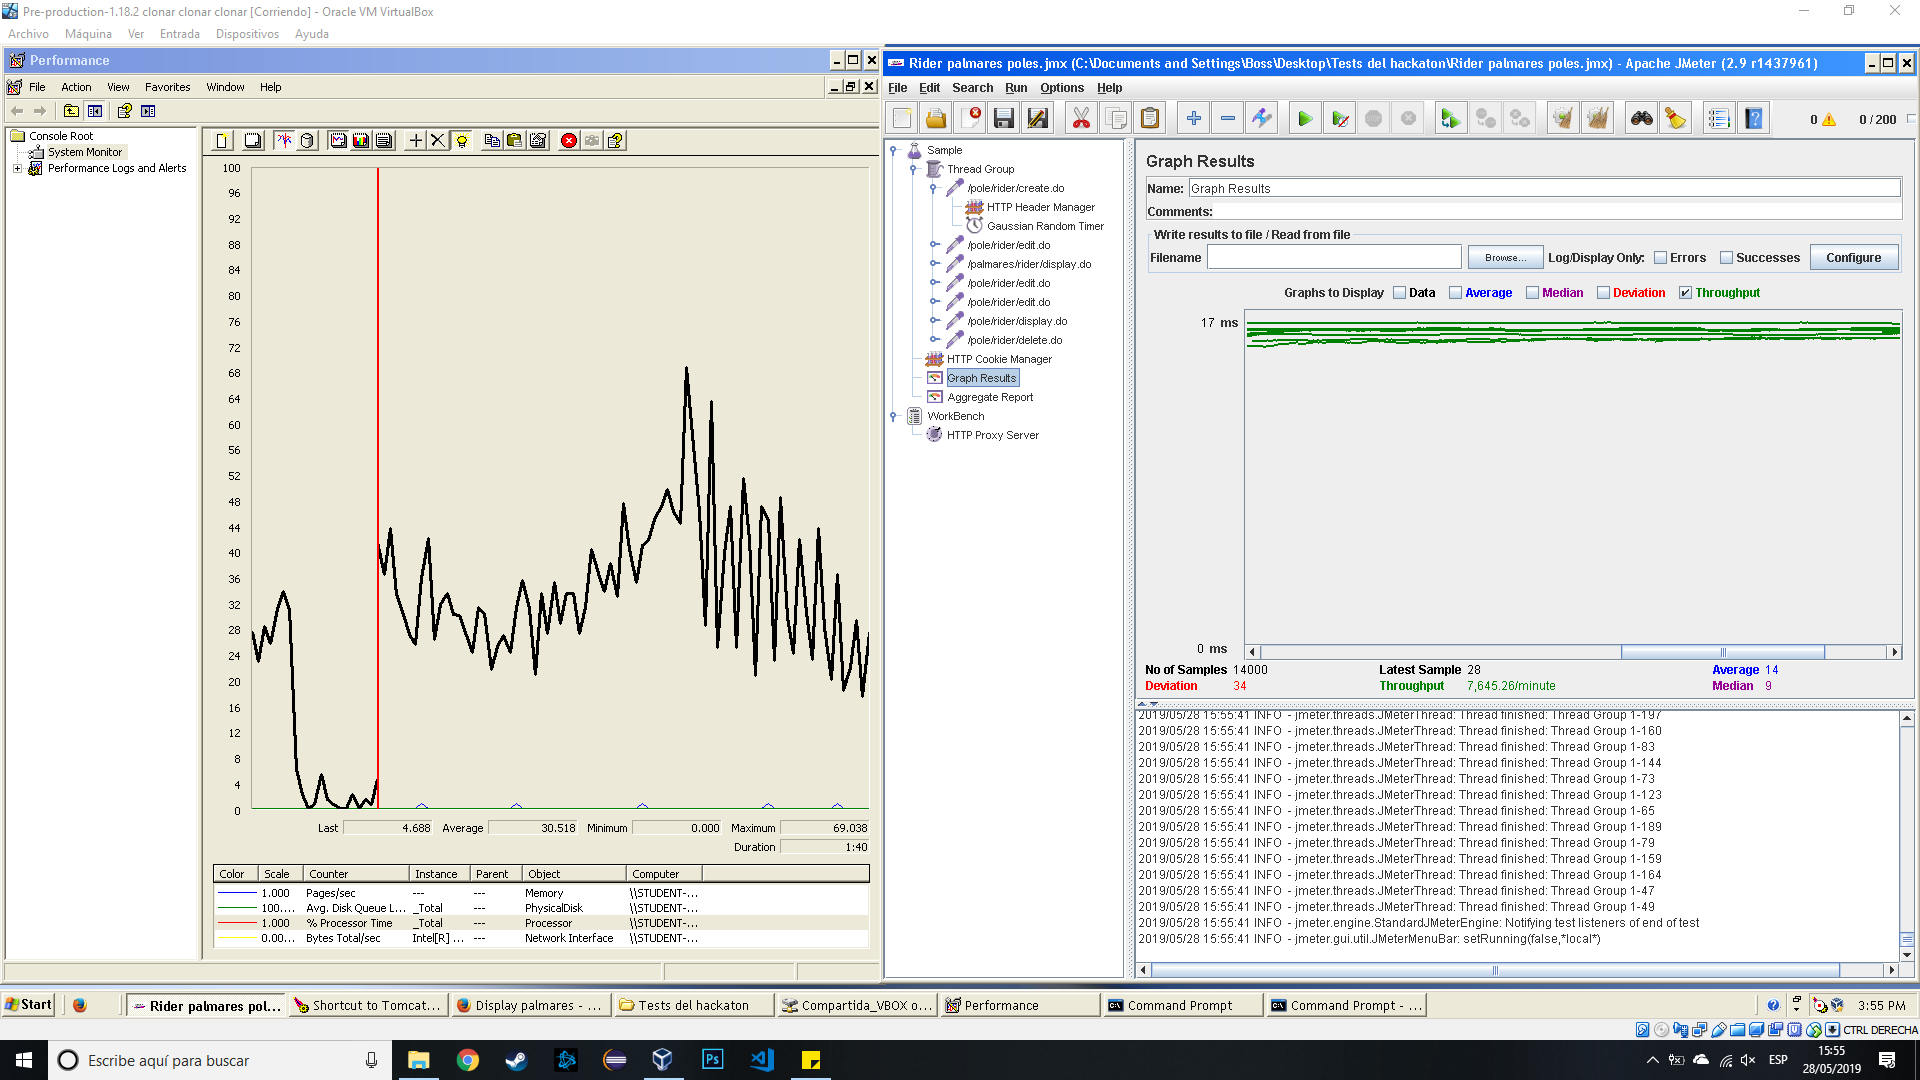 Pre-production-1.18.2 clonar clonar clonar [Corriendo] - Oracle VM VirtualBox
Archivo Máquina Ver Entrada Dispositivos Ayuda
Performance
File Action View Favorites Window Help
Console Root
System Monitor
Performance Logs and Alerts
100
96
92
88
84
80
76
72
68
64
60
56
52
48
44
40
36
32
28
24
20
16
12
8
4
0
Last 4.688 Average 30.518 Minimum 0.000 Maximum 69.038
Duration 1:40
Color Scale Counter Instance Parent Object Computer
1.000 Pages/sec --- --- Memory \\STUDENT-...
100.... Avg. Disk Queue L... _Total --- PhysicalDisk \\STUDENT-...
1.000 % Processor Time _Total --- Processor \\STUDENT-...
0.00... Bytes Total/sec Intel[R] ... --- Network Interface \\STUDENT-...
Rider palmares poles.jmx (C:\Documents and Settings\Boss\Desktop\Tests del hackaton\Rider palmares poles.jmx) - Apache JMeter (2.9 r1437961)
File Edit Search Run Options Help
0 0 / 200
Sample
Thread Group
/pole/rider/create.do
HTTP Header Manager
Gaussian Random Timer
/pole/rider/edit.do
/palmares/rider/display.do
/pole/rider/edit.do
/pole/rider/edit.do
/pole/rider/display.do
/pole/rider/delete.do
HTTP Cookie Manager
Graph Results
Aggregate Report
WorkBench
HTTP Proxy Server
Graph Results
Name: Graph Results
Comments:
Write results to file / Read from file
Filename Browse... Log/Display Only: Errors Successes Configure
Graphs to Display Data Average Median Deviation Throughput
17 ms
0 ms
No of Samples 14000 Latest Sample 28 Average 14
Deviation 34 Throughput 7,645.26/minute Median 9
2019/05/28 15:55:41 INFO - jmeter.threads.JMeterThread: Thread finished: Thread Group 1-197
2019/05/28 15:55:41 INFO - jmeter.threads.JMeterThread: Thread finished: Thread Group 1-160
2019/05/28 15:55:41 INFO - jmeter.threads.JMeterThread: Thread finished: Thread Group 1-83
2019/05/28 15:55:41 INFO - jmeter.threads.JMeterThread: Thread finished: Thread Group 1-144
2019/05/28 15:55:41 INFO - jmeter.threads.JMeterThread: Thread finished: Thread Group 1-73
2019/05/28 15:55:41 INFO - jmeter.threads.JMeterThread: Thread finished: Thread Group 1-123
2019/05/28 15:55:41 INFO - jmeter.threads.JMeterThread: Thread finished: Thread Group 1-65
2019/05/28 15:55:41 INFO - jmeter.threads.JMeterThread: Thread finished: Thread Group 1-189
2019/05/28 15:55:41 INFO - jmeter.threads.JMeterThread: Thread finished: Thread Group 1-79
2019/05/28 15:55:41 INFO - jmeter.threads.JMeterThread: Thread finished: Thread Group 1-159
2019/05/28 15:55:41 INFO - jmeter.threads.JMeterThread: Thread finished: Thread Group 1-164
2019/05/28 15:55:41 INFO - jmeter.threads.JMeterThread: Thread finished: Thread Group 1-47
2019/05/28 15:55:41 INFO - jmeter.threads.JMeterThread: Thread finished: Thread Group 1-49
2019/05/28 15:55:41 INFO - jmeter.engine.StandardJMeterEngine: Notifying test listeners of end of test
2019/05/28 15:55:41 INFO - jmeter.gui.util.JMeterMenuBar: setRunning(false,*local*)
Start Rider palmares pol... Shortcut to Tomcat... Display palmares - ... Tests del hackaton Compartida_VBOX o... Performance Command Prompt Command Prompt - ... 3:55 PM
CTRL DERECHA
Escribe aquí para buscar Ps ESP 15:55
28/05/2019